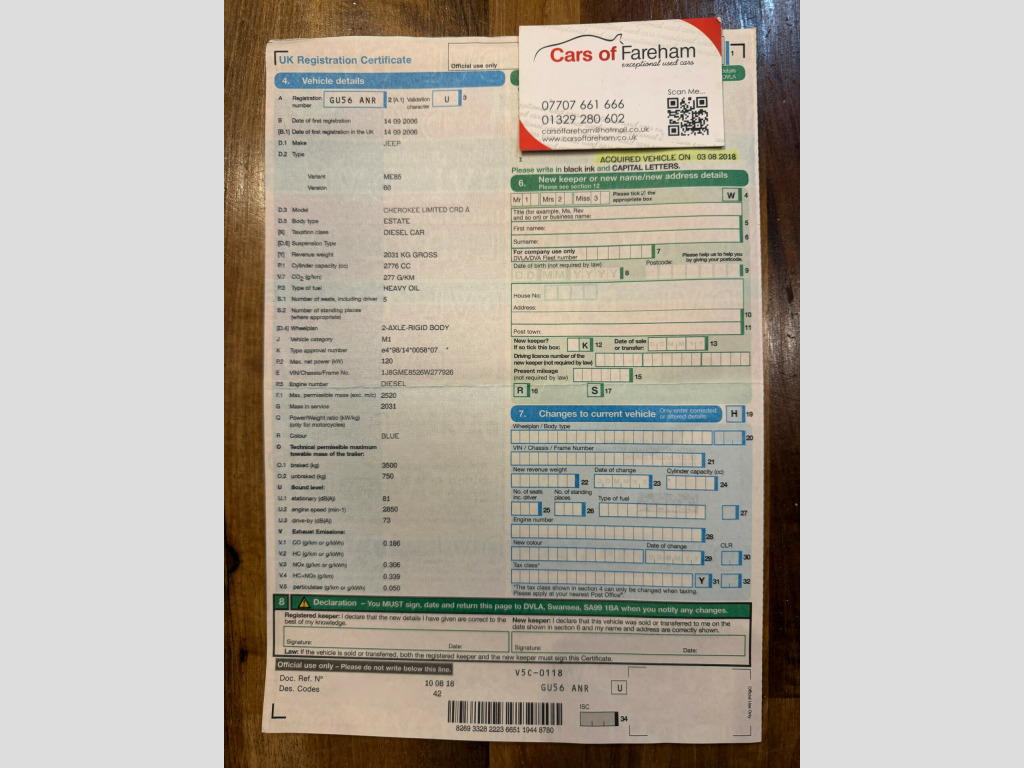 UK Registration Certificate
Official use only
1
Cars of Fareham
exceptional used cars
Scan Me...
07707 661 666
01329 280 602
carsoffareham@hotmail.co.uk
www.carsoffareham.co.uk
4. Vehicle details
A Registration number GU56 ANR 2 [A.1] Validation character U 3
B Date of first registration 14 09 2006
[B.1] Date of first registration in the UK 14 09 2006
D.1 Make JEEP
D.2 Type
Variant ME85
Version 60
D.3 Model CHEROKEE LIMITED CRD A
D.5 Body type ESTATE
[X] Taxation class DIESEL CAR
[D.6] Suspension Type
[Y] Revenue weight 2031 KG GROSS
P.1 Cylinder capacity (cc) 2776 CC
V.7 CO2 (g/km) 277 G/KM
P.3 Type of fuel HEAVY OIL
S.1 Number of seats, including driver 5
S.2 Number of standing places
(where appropriate)
[D.4] Wheelplan 2-AXLE-RIGID BODY
J Vehicle category M1
K Type approval number e4*98/14*0058*07 *
P.2 Max. net power (kW) 120
E VIN/Chassis/Frame No. 1J8GME8526W277926
P.5 Engine number DIESEL
F.1 Max. permissible mass (exc. m/c) 2520
G Mass in service 2031
Q Power/Weight ratio (kW/kg)
(only for motorcycles)
R Colour BLUE
O Technical permissible maximum
towable mass of the trailer:
O.1 braked (kg) 3500
O.2 unbraked (kg) 750
U Sound level:
U.1 stationary (dB(A)) 81
U.2 engine speed (min-1) 2850
U.3 drive-by (dB(A)) 73
V Exhaust Emissions:
V.1 CO (g/km or g/kWh) 0.186
V.2 HC (g/km or g/kWh)
V.3 NOx (g/km or g/kWh) 0.306
V.4 HC+NOx (g/km) 0.339
V.5 particulates (g/km or g/kWh) 0.050
ACQUIRED VEHICLE ON 03 08 2018
Please write in black ink and CAPITAL LETTERS.
6. New keeper or new name/new address details
Please see section 12
Mr 1 Mrs 2 Miss 3 Please tick ☑ the
appropriate box W 4
Title (for example, Ms, Rev
and so on) or business name:
First names: 5
Surname: 6
For company use only
DVLA/DVA Fleet number 7
Postcode: Please help us to help you
by giving your postcode.
Date of birth (not required by law) D D M M Y Y Y Y 8 9
House No:
Address:
10
Post town: 11
New keeper?
If so tick this box: K 12 Date of sale
or transfer: 13
Driving licence number of the
new keeper (not required by law)
Present mileage
(not required by law) 15
R 16 S 17
7. Changes to current vehicle Only enter corrected
or altered details H 19
Wheelplan / Body type
20
VIN / Chassis / Frame Number
21
New revenue weight 22 Date of change 23 Cylinder capacity (cc) 24
No. of seats
inc. driver 25 No. of standing
places 26 Type of fuel 27
Engine number
28
New colour Date of change 29 CLR 30
Tax class* Y 31 32
*The tax class shown in section 4 can only be changed when taxing.
Please apply at your nearest Post Office®.
8 Declaration – You MUST sign, date and return this page to DVLA, Swansea, SA99 1BA when you notify any changes.
Registered keeper: I declare that the new details I have given are correct to the
best of my knowledge.
Signature: Date:
New keeper: I declare that this vehicle was sold or transferred to me on the
date shown in section 6 and my name and address are correctly shown.
Signature: Date:
Law: If the vehicle is sold or transferred, both the registered keeper and the new keeper must sign this Certificate.
Official use only – Please do not write below this line.
V5C-0118
Doc. Ref. Nº 10 08 18
GU56 ANR U
Des. Codes 42
ISC
34
8269 3328 2223 6651 1944 8780
Official Use Only